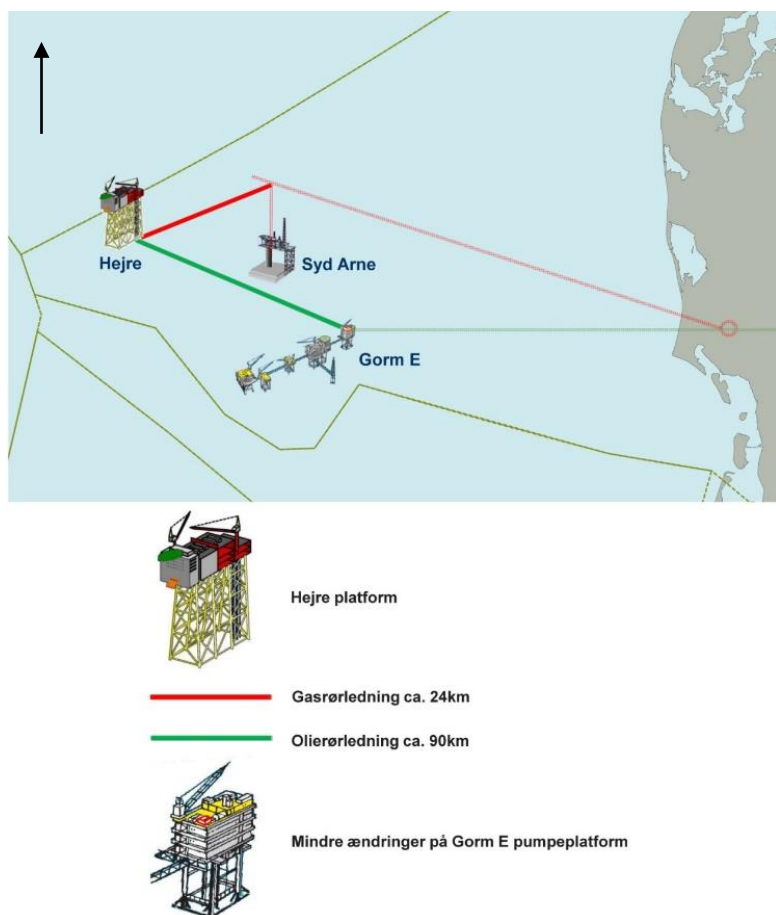 Hejre
Syd Arne
Gorm E
Hejre platform
Gasrørledning ca. 24km
Olierørledning ca. 90km
Mindre ændringer på Gorm E pumpeplatform